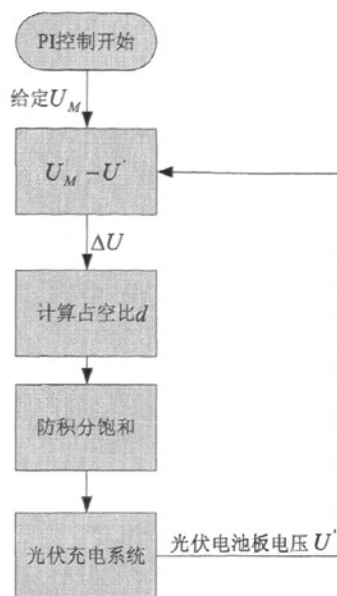 PI控制开始
给定U_M
U_M − U'
ΔU
计算占空比d
防积分饱和
光伏充电系统
光伏电池板电压 U'